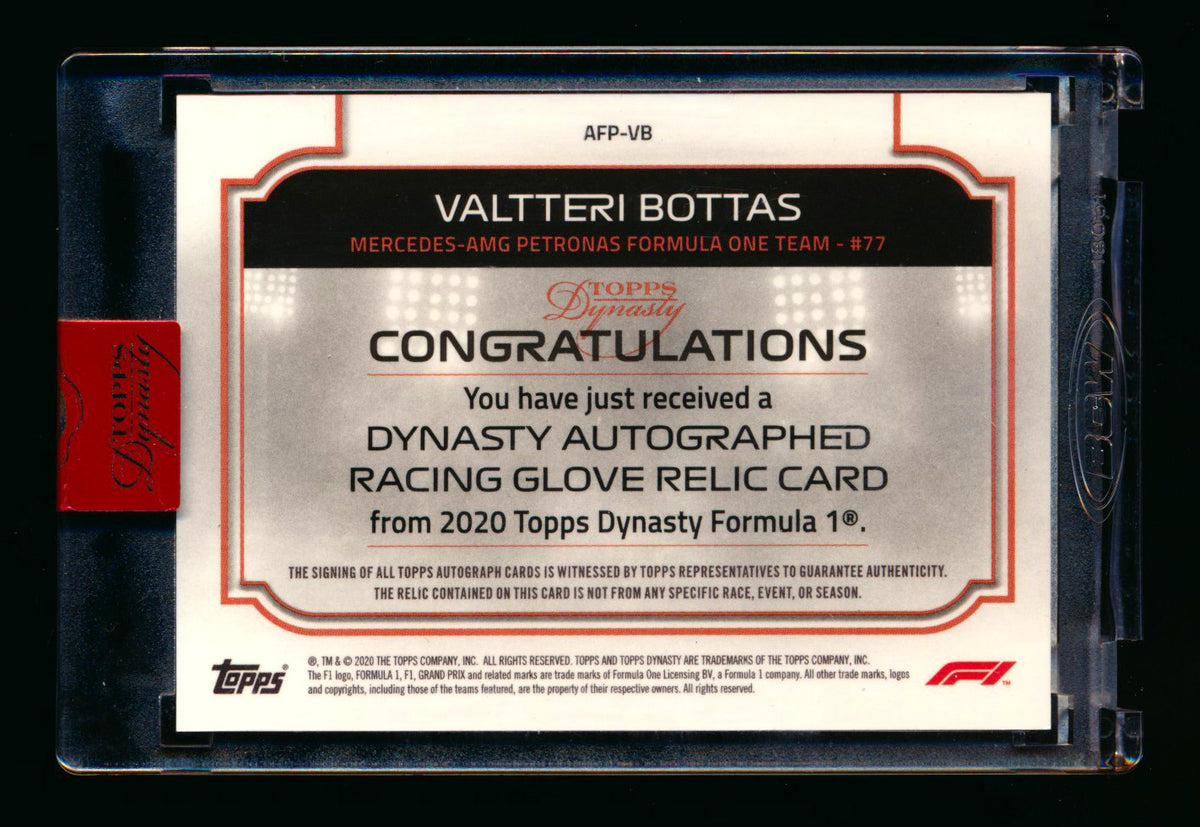 AFP-VB
VALTTERI BOTTAS
MERCEDES-AMG PETRONAS FORMULA ONE TEAM - #77
TOPPS
Dynasty
CONGRATULATIONS
You have just received a
DYNASTY AUTOGRAPHED
RACING GLOVE RELIC CARD
from 2020 Topps Dynasty Formula 1®.
THE SIGNING OF ALL TOPPS AUTOGRAPH CARDS IS WITNESSED BY TOPPS REPRESENTATIVES TO GUARANTEE AUTHENTICITY.
THE RELIC CONTAINED ON THIS CARD IS NOT FROM ANY SPECIFIC RACE, EVENT, OR SEASON.
topps®
®, TM & © 2020 THE TOPPS COMPANY, INC. ALL RIGHTS RESERVED. TOPPS AND TOPPS DYNASTY ARE TRADEMARKS OF THE TOPPS COMPANY, INC.
The F1 logo, FORMULA 1, F1, GRAND PRIX and related marks are trade marks of Formula One Licensing BV, a Formula 1 company. All other trade marks, logos
and copyrights, including those of the teams featured, are the property of their respective owners. All rights reserved.
F1™
TOPPS
Dynasty